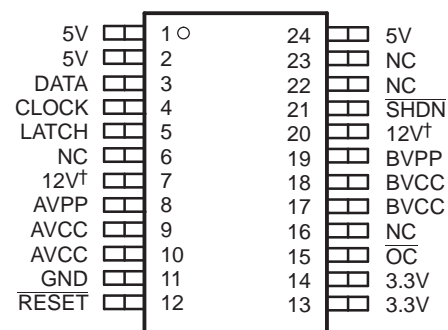 5V 1 24 5V
5V 2 23 NC
DATA 3 22 NC
CLOCK 4 21 SHDN
LATCH 5 20 12V†
NC 6 19 BVPP
12V† 7 18 BVCC
AVPP 8 17 BVCC
AVCC 9 16 NC
AVCC 10 15 OC
GND 11 14 3.3V
RESET 12 13 3.3V